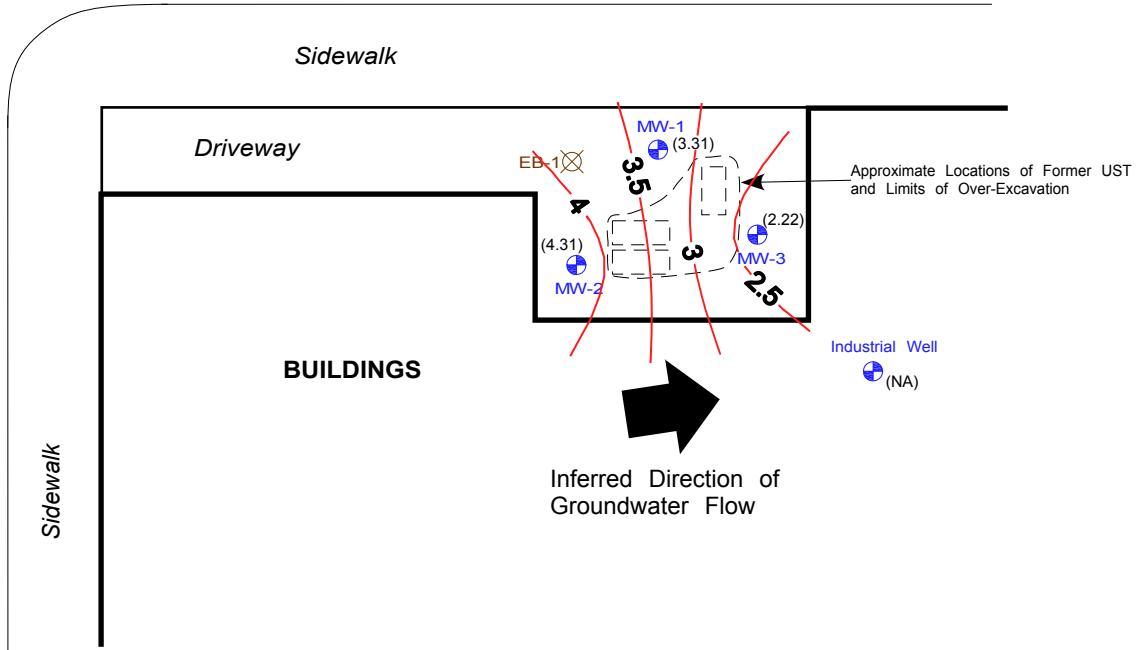 Sidewalk
Driveway
EB-1
MW-1
(3.31)
3.5
4
Approximate Locations of Former UST
and Limits of Over-Excavation
(4.31)
MW-2
3
(2.22)
MW-3
2.5
Industrial Well
(NA)
BUILDINGS
Inferred Direction of
Groundwater Flow
Sidewalk